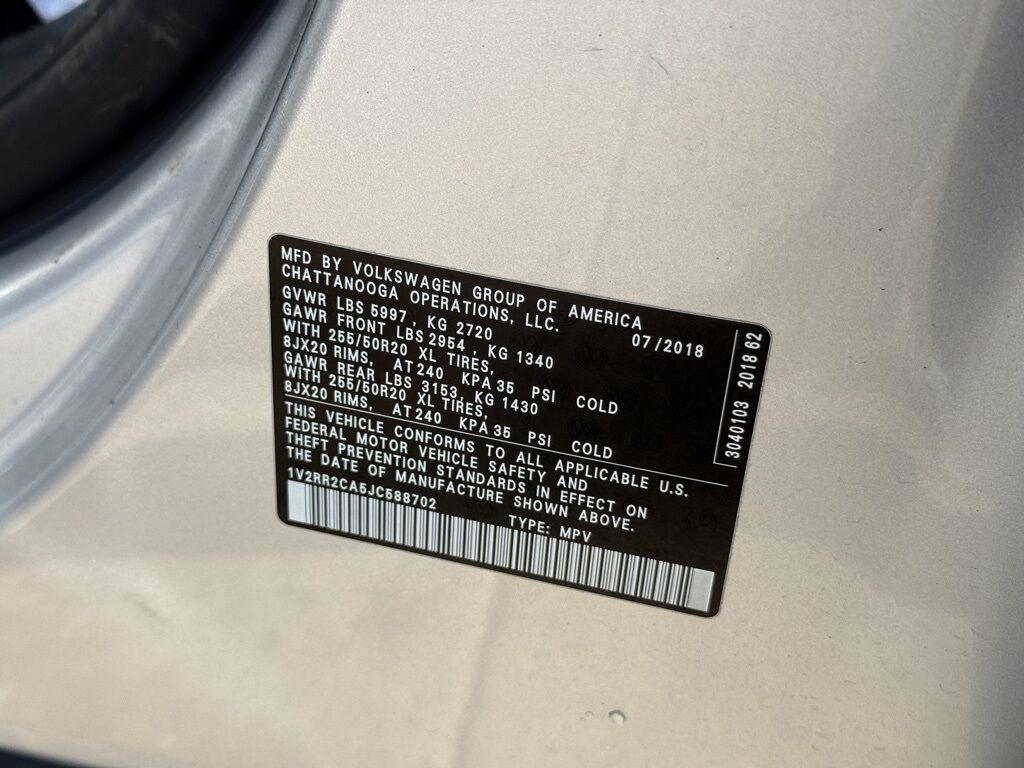 MFD BY VOLKSWAGEN GROUP OF AMERICA
CHATTANOOGA OPERATIONS, LLC.
GVWR LBS 5997, KG 2720 07/2018
GAWR FRONT LBS 2954, KG 1340
WITH 255/50R20 XL TIRES,
8JX20 RIMS, AT 240 KPA 35 PSI COLD
GAWR REAR LBS 3153, KG 1430
WITH 255/50R20 XL TIRES,
8JX20 RIMS, AT 240 KPA 35 PSI COLD
THIS VEHICLE CONFORMS TO ALL APPLICABLE U.S.
FEDERAL MOTOR VEHICLE SAFETY AND
THEFT PREVENTION STANDARDS IN EFFECT ON
THE DATE OF MANUFACTURE SHOWN ABOVE.
1V2RR2CA5JC588702 TYPE: MPV
3040103 2018 62